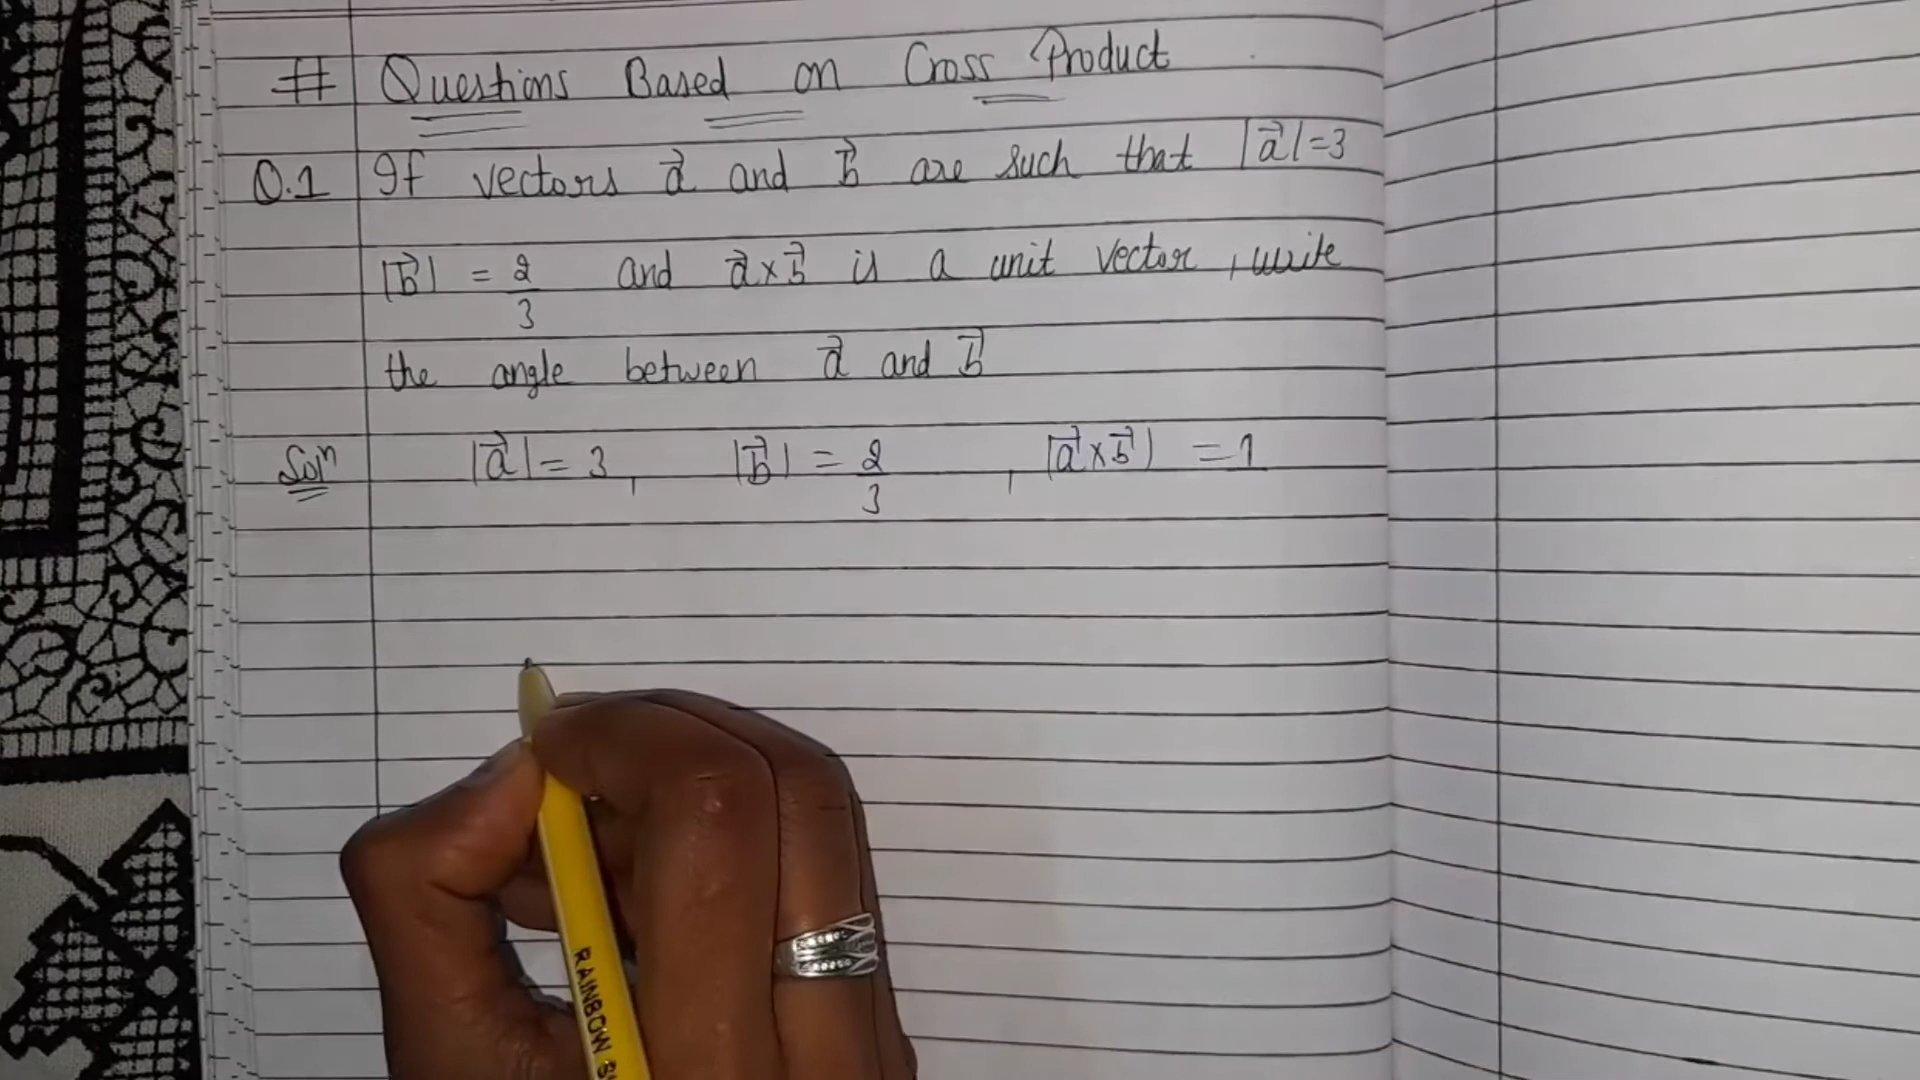 # Questions Based on Cross Product
Q.1 If vectors a⃗ and b⃗ are such that |a⃗|=3
|b⃗| = 2/3 and a⃗×b⃗ is a unit vector, write
the angle between a⃗ and b⃗
Solⁿ |a⃗| = 3, |b⃗| = 2/3, |a⃗×b⃗| = 1
RAINBOW